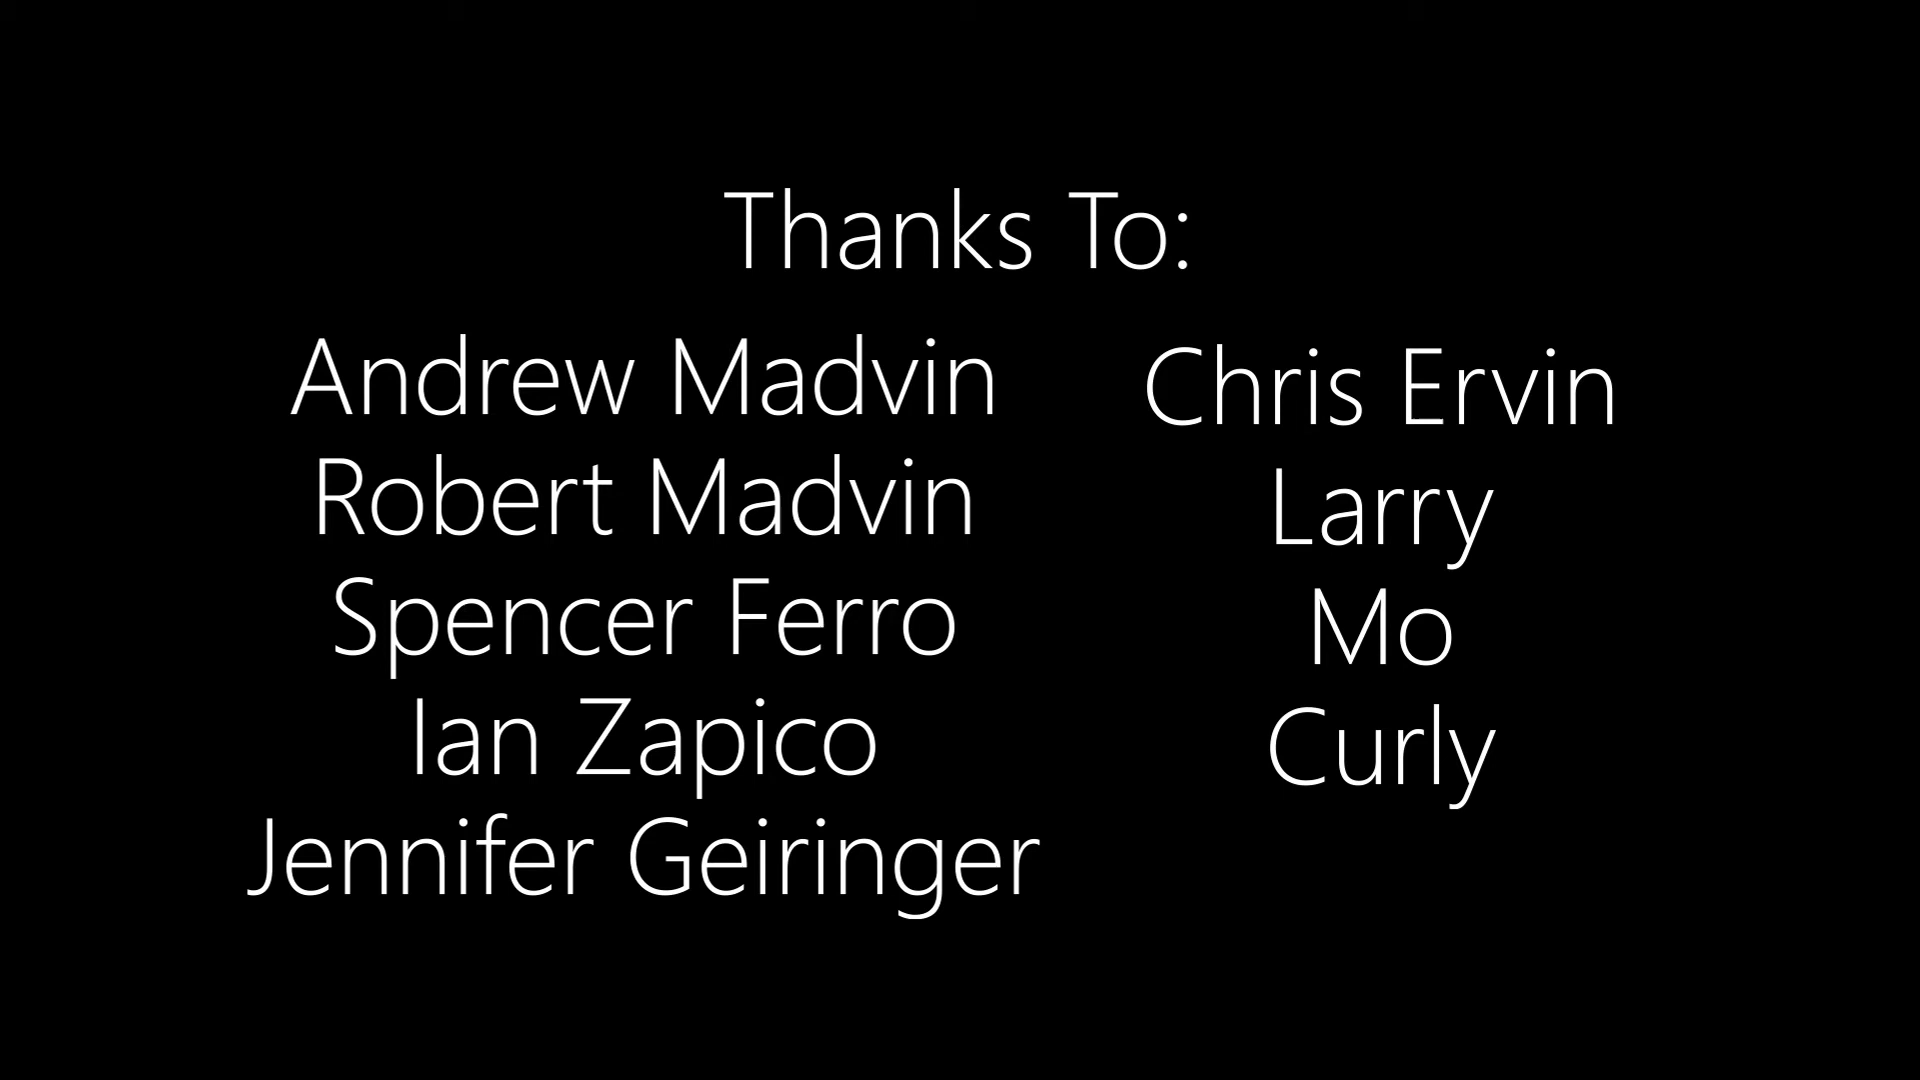 Thanks To:
Andrew Madvin
Robert Madvin
Spencer Ferro
Ian Zapico
Jennifer Geiringer
Chris Ervin
Larry
Mo
Curly